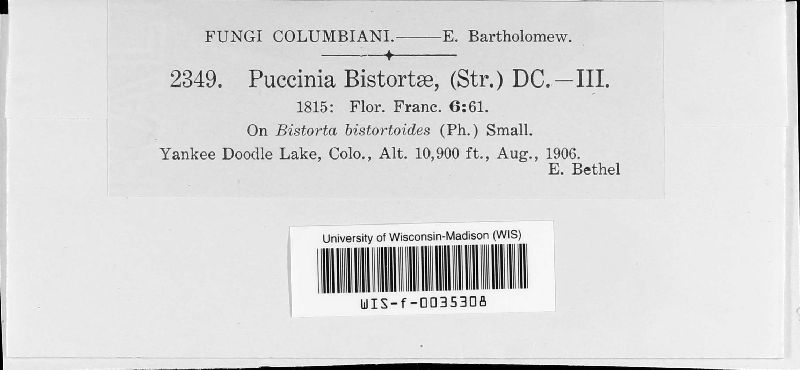 FUNGI COLUMBIANI.——E. Bartholomew.
2349. Puccinia Bistortæ, (Str.) DC.—III.
1815: Flor. Franc. 6:61.
On Bistorta bistortoides (Ph.) Small.
Yankee Doodle Lake, Colo., Alt. 10,900 ft., Aug., 1906.
E. Bethel
University of Wisconsin-Madison (WIS)
WIS-f-0035308